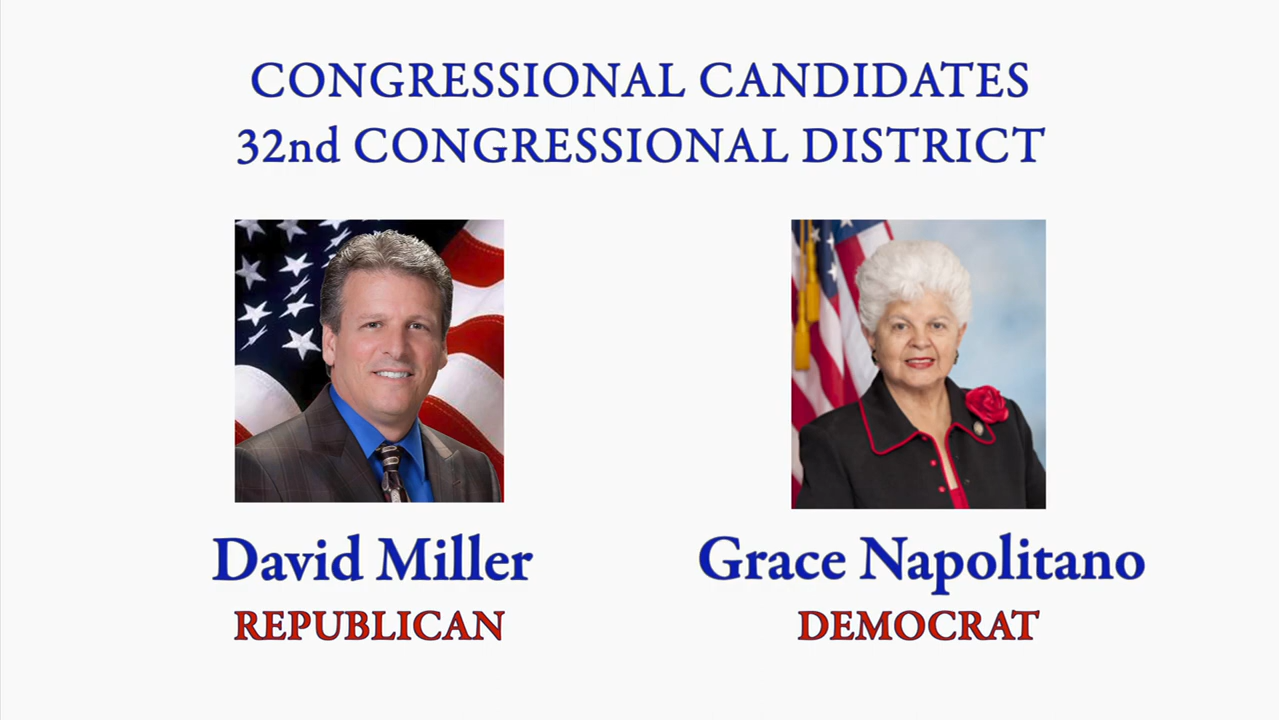 CONGRESSIONAL CANDIDATES
32nd CONGRESSIONAL DISTRICT
David Miller
REPUBLICAN
Grace Napolitano
DEMOCRAT